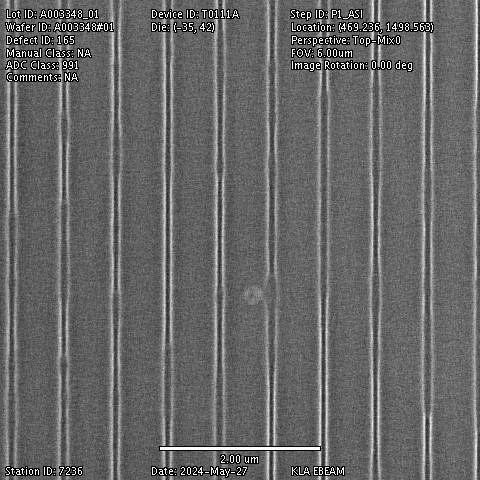 Lot ID: A003348_01
Wafer ID: A003348#01
Defect ID: 165
Manual Class: NA
ADC Class: 991
Comments: NA
Device ID: T0111A
Die: (-35, 42)
Step ID: P1_ASI
Location: (469.236, 1498.563)
Perspective: Top-Mix0
FOV: 6.00um
Image Rotation: 0.00 deg
2.00 um
Station ID: 7236
Date: 2024-May-27
KLA EBEAM